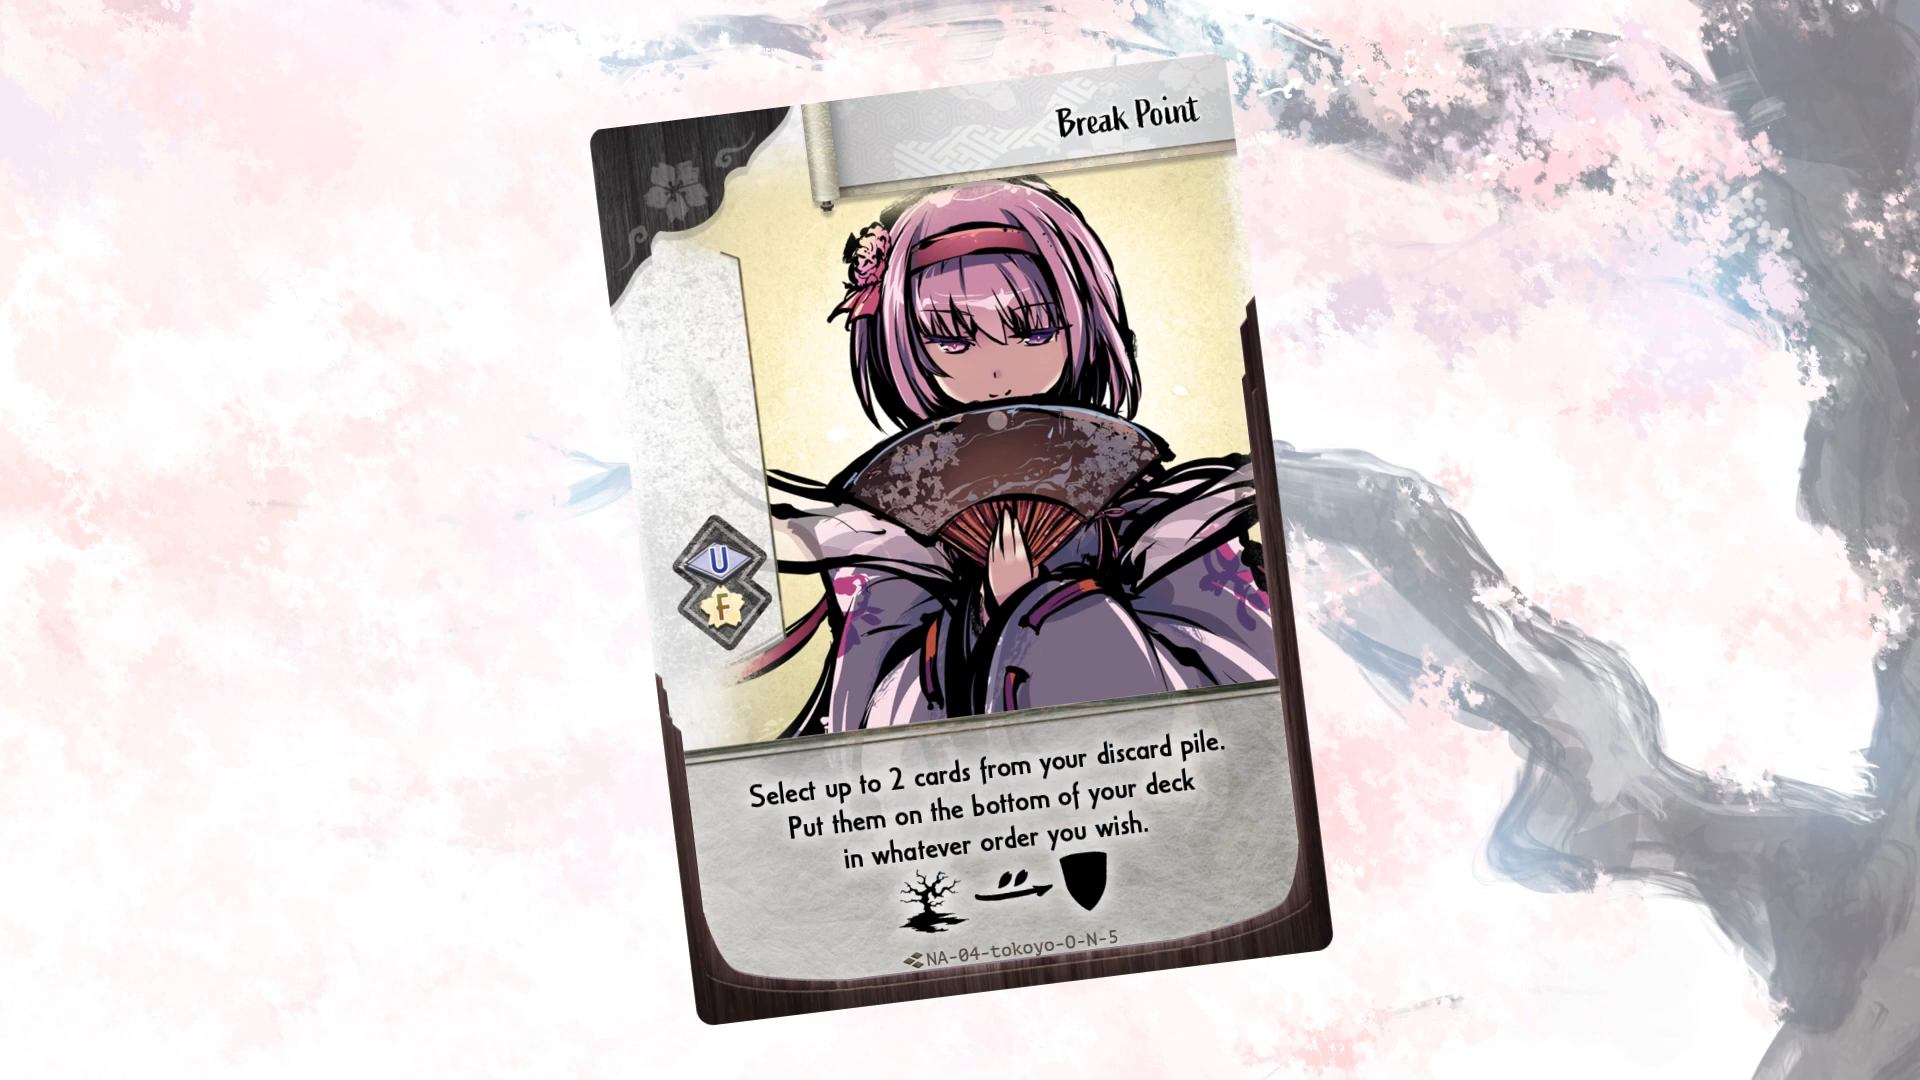 Break Point
U
F
Select up to 2 cards from your discard pile.
Put them on the bottom of your deck
in whatever order you wish.
NA-04-tokoyo-O-N-5